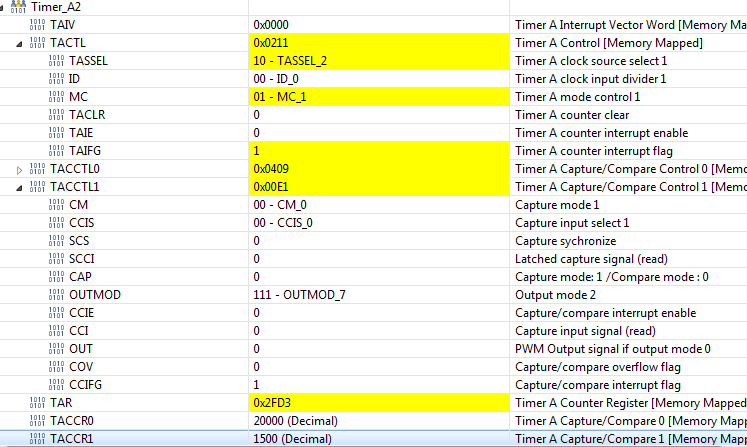 Timer_A2
TAIV 0x0000 Timer A Interrupt Vector Word [Memory Ma
TACTL 0x0211 Timer A Control [Memory Mapped]
TASSEL 10 - TASSEL_2 Timer A clock source select 1
ID 00 - ID_0 Timer A clock input divider 1
MC 01 - MC_1 Timer A mode control 1
TACLR 0 Timer A counter clear
TAIE 0 Timer A counter interrupt enable
TAIFG 1 Timer A counter interrupt flag
TACCTL0 0x0409 Timer A Capture/Compare Control 0 [Memo
TACCTL1 0x00E1 Timer A Capture/Compare Control 1 [Memo
CM 00 - CM_0 Capture mode 1
CCIS 00 - CCIS_0 Capture input select 1
SCS 0 Capture sychronize
SCCI 0 Latched capture signal (read)
CAP 0 Capture mode: 1 /Compare mode : 0
OUTMOD 111 - OUTMOD_7 Output mode 2
CCIE 0 Capture/compare interrupt enable
CCI 0 Capture input signal (read)
OUT 0 PWM Output signal if output mode 0
COV 0 Capture/compare overflow flag
CCIFG 1 Capture/compare interrupt flag
TAR 0x2FD3 Timer A Counter Register [Memory Mapped
TACCR0 20000 (Decimal) Timer A Capture/Compare 0 [Memory Mapp
TACCR1 1500 (Decimal) Timer A Capture/Compare 1 [Memory Mapp